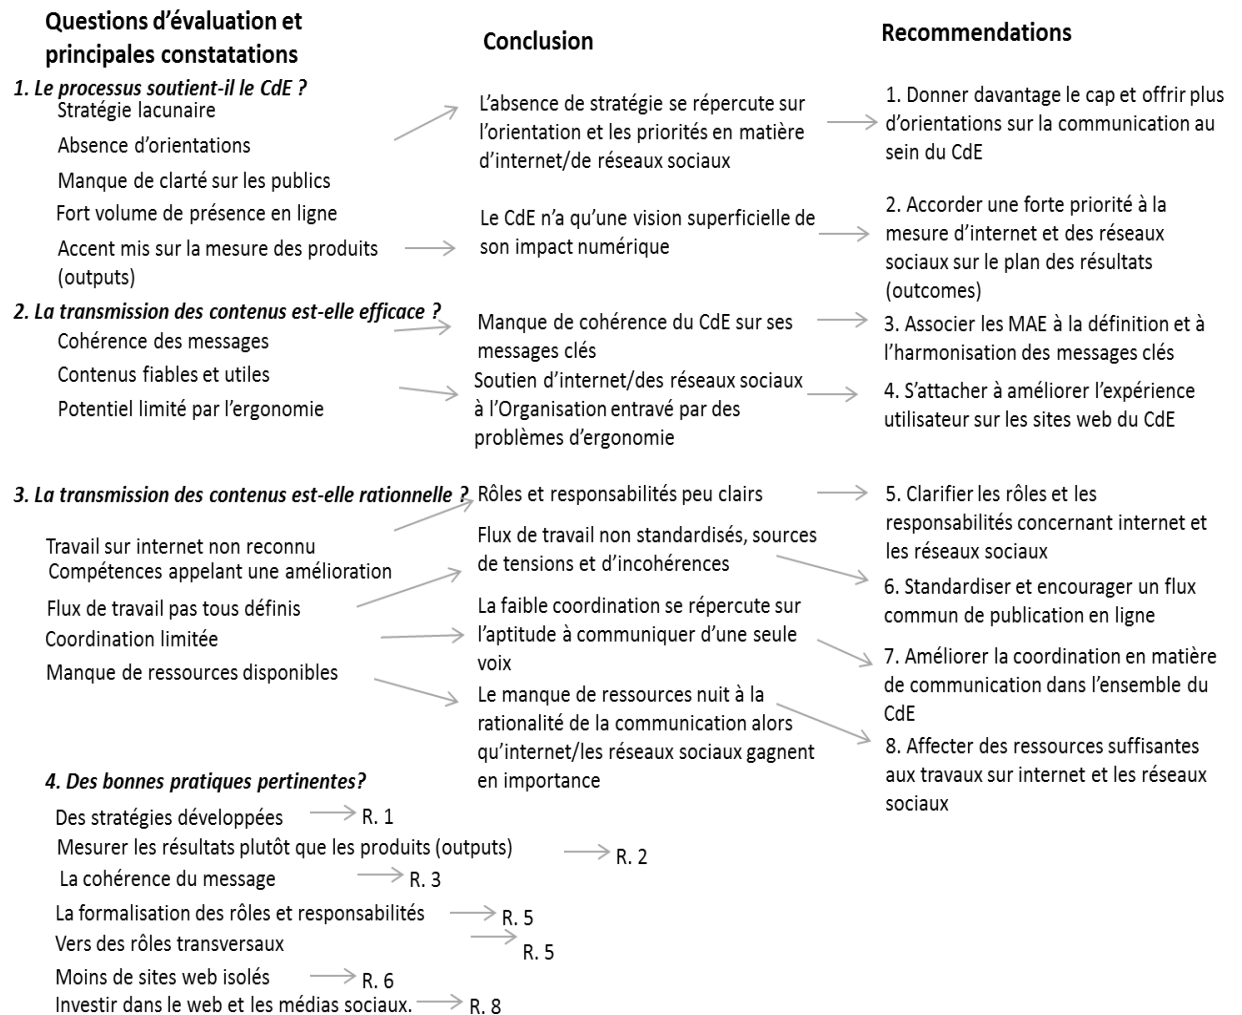 Questions d'évaluation et
principales constatations
Conclusion
Recommendations
1. Le processus soutient-il le CdE ?
Stratégie lacunaire
Absence d'orientations
Manque de clarté sur les publics
Fort volume de présence en ligne
Accent mis sur la mesure des produits
(outputs)
L'absence de stratégie se répercute sur
l'orientation et les priorités en matière
d'internet/de réseaux sociaux
Le CdE n'a qu'une vision superficielle de
son impact numérique
1. Donner davantage le cap et offrir plus
d'orientations sur la communication au
sein du CdE
2. Accorder une forte priorité à la
mesure d'internet et des réseaux
sociaux sur le plan des résultats
(outcomes)
2. La transmission des contenus est-elle efficace ?
Cohérence des messages
Contenus fiables et utiles
Potentiel limité par l'ergonomie
Manque de cohérence du CdE sur ses
messages clés
Soutien d'internet/des réseaux sociaux
à l'Organisation entravé par des
problèmes d'ergonomie
3. Associer les MAE à la définition et à
l'harmonisation des messages clés
4. S'attacher à améliorer l'expérience
utilisateur sur les sites web du CdE
3. La transmission des contenus est-elle rationnelle ?
Travail sur internet non reconnu
Compétences appelant une amélioration
Flux de travail pas tous définis
Coordination limitée
Manque de ressources disponibles
Rôles et responsabilités peu clairs
Flux de travail non standardisés, sources
de tensions et d'incohérences
La faible coordination se répercute sur
l'aptitude à communiquer d'une seule
voix
Le manque de ressources nuit à la
rationalité de la communication alors
qu'internet/les réseaux sociaux gagnent
en importance
5. Clarifier les rôles et les
responsabilités concernant internet et
les réseaux sociaux
6. Standardiser et encourager un flux
commun de publication en ligne
7. Améliorer la coordination en matière
de communication dans l'ensemble du
CdE
8. Affecter des ressources suffisantes
aux travaux sur internet et les réseaux
sociaux
4. Des bonnes pratiques pertinentes?
Des stratégies développées R. 1
Mesurer les résultats plutôt que les produits (outputs) R. 2
La cohérence du message R. 3
La formalisation des rôles et responsabilités R. 5
Vers des rôles transversaux R. 5
Moins de sites web isolés R. 6
Investir dans le web et les médias sociaux. R. 8